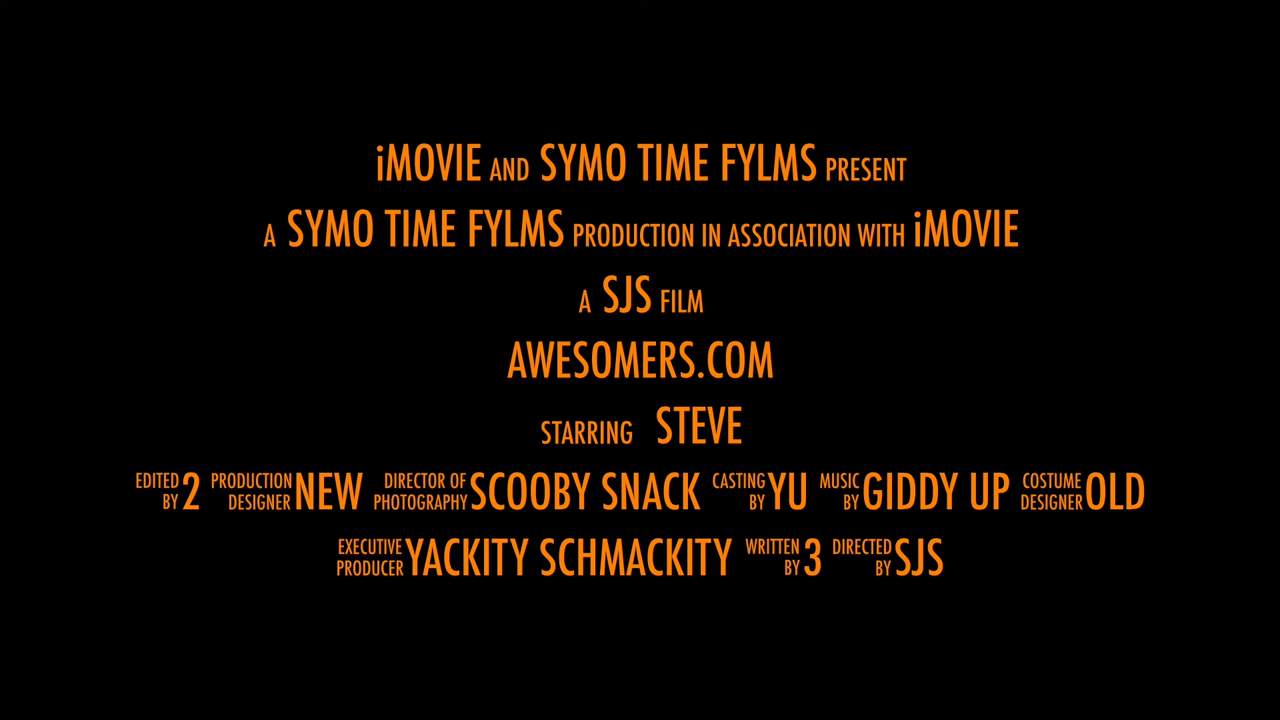 iMOVIE AND SYMO TIME FYLMS PRESENT
A SYMO TIME FYLMS PRODUCTION IN ASSOCIATION WITH iMOVIE
A SJS FILM
AWESOMERS.COM
STARRING STEVE
EDITED BY 2 PRODUCTION DESIGNER NEW DIRECTOR OF PHOTOGRAPHY SCOOBY SNACK CASTING BY YU MUSIC BY GIDDY UP COSTUME DESIGNER OLD
EXECUTIVE PRODUCER YACKITY SCHMACKITY WRITTEN BY 3 DIRECTED BY SJS